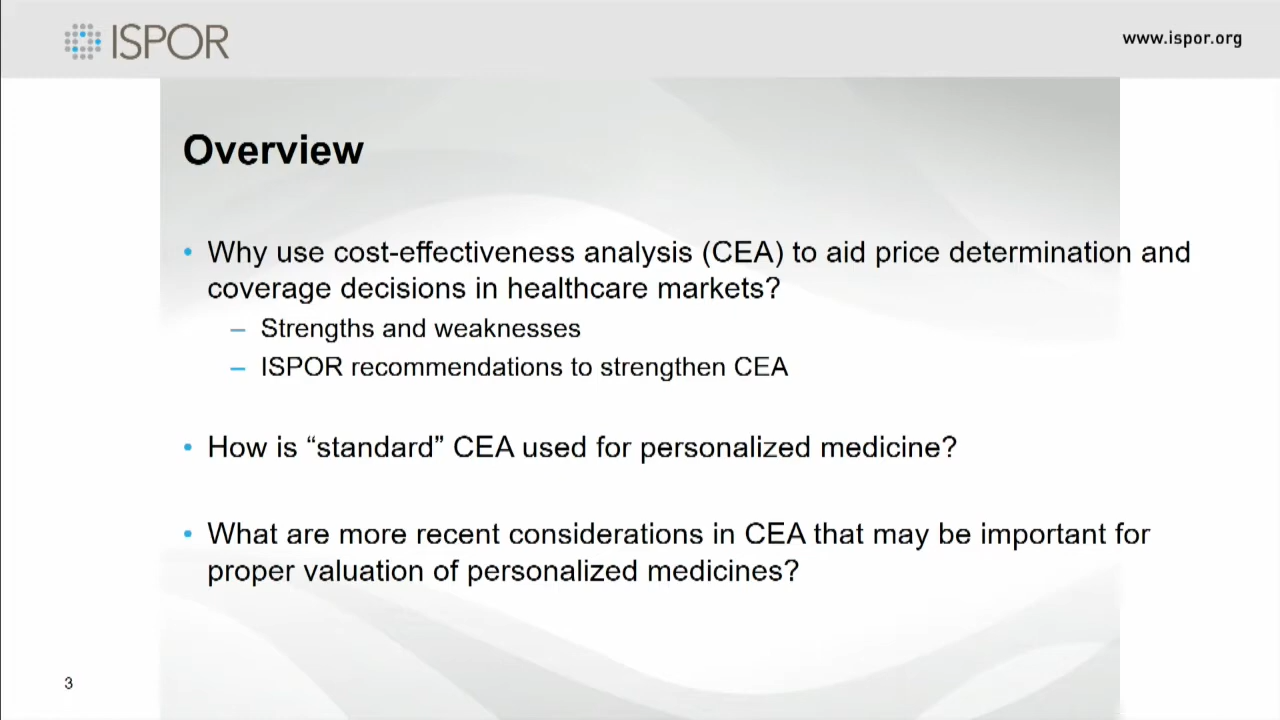 ISPOR
www.ispor.org
Overview
• Why use cost-effectiveness analysis (CEA) to aid price determination and
coverage decisions in healthcare markets?
– Strengths and weaknesses
– ISPOR recommendations to strengthen CEA
• How is “standard” CEA used for personalized medicine?
• What are more recent considerations in CEA that may be important for
proper valuation of personalized medicines?
3